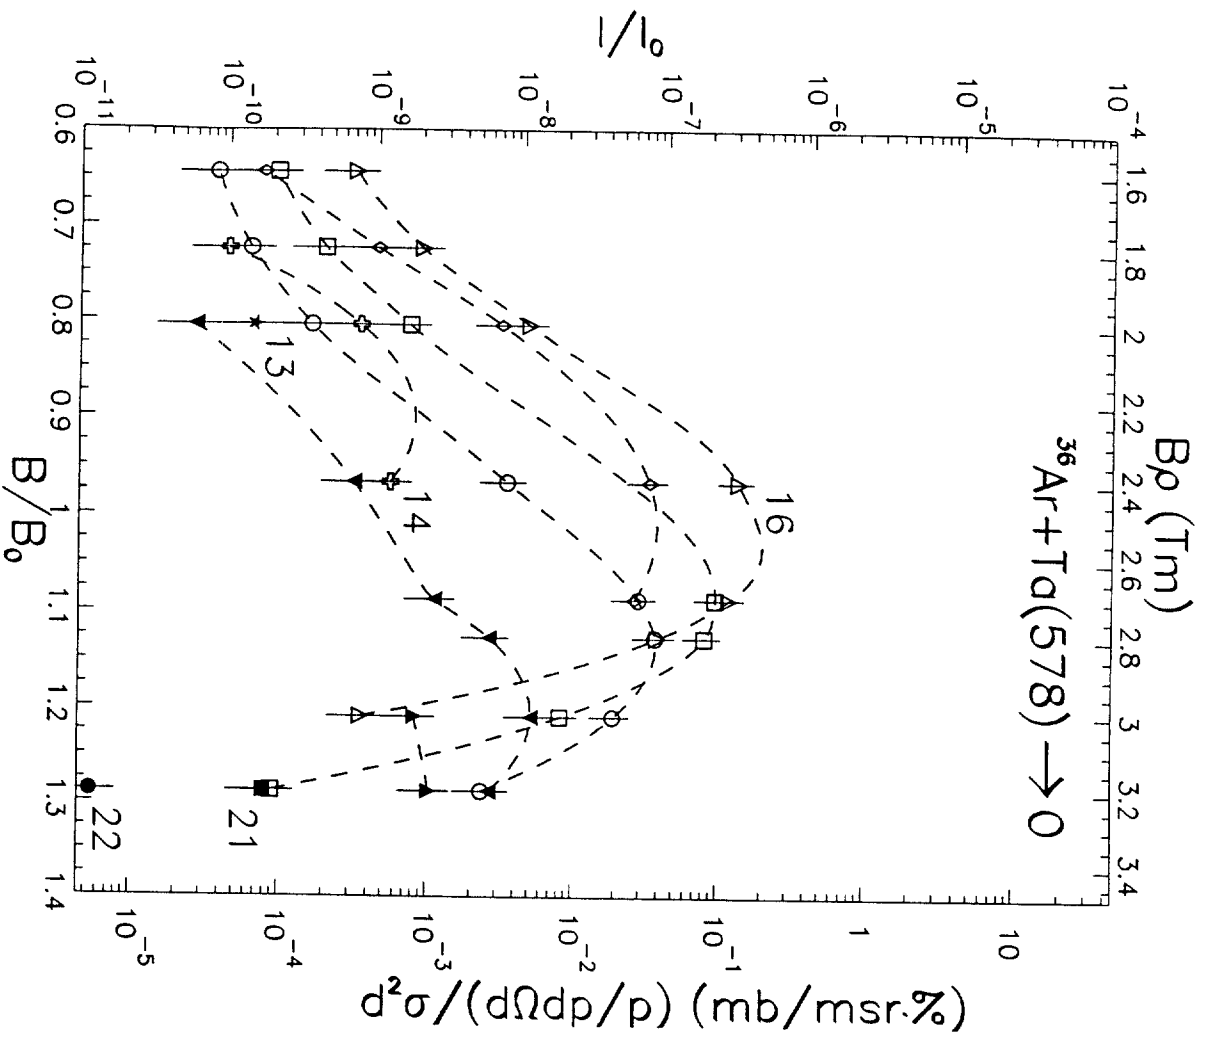 Bρ (Tm)
1.6 1.8 2 2.2 2.4 2.6 2.8 3 3.2 3.4
³⁶Ar+Ta(578)→O
I/I₀
10⁻⁴
10⁻⁵
10⁻⁶
10⁻⁷
10⁻⁸
10⁻⁹
10⁻¹⁰
10⁻¹¹
16
14
13
21
22
10
1
10⁻¹
10⁻²
10⁻³
10⁻⁴
10⁻⁵
d²σ/(dΩdp/p) (mb/msr·%)
0.6 0.7 0.8 0.9 1 1.1 1.2 1.3 1.4
B/B₀